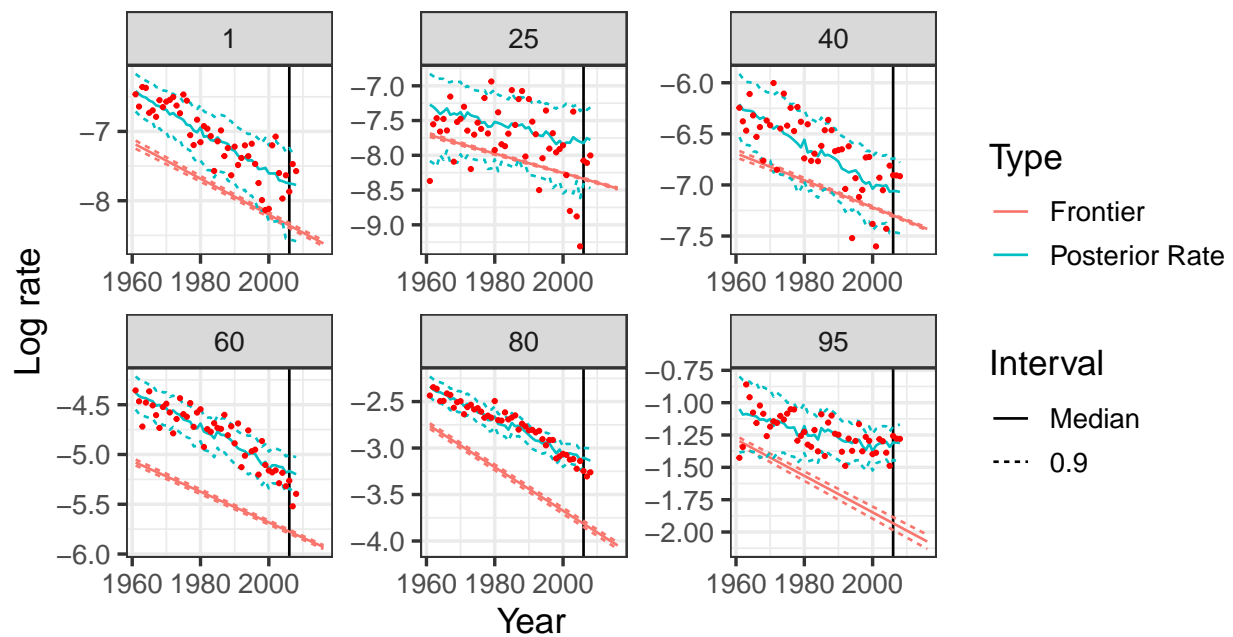 1 25 40
−7 −8
−7.0 −7.5 −8.0 −8.5 −9.0
−6.0 −6.5 −7.0 −7.5
1960 1980 2000 1960 1980 2000 1960 1980 2000
60 80 95
−4.5 −5.0 −5.5 −6.0
−2.5 −3.0 −3.5 −4.0
−0.75 −1.00 −1.25 −1.50 −1.75 −2.00
1960 1980 2000 1960 1980 2000 1960 1980 2000
Log rate
Year
Type
Frontier
Posterior Rate
Interval
Median
0.9